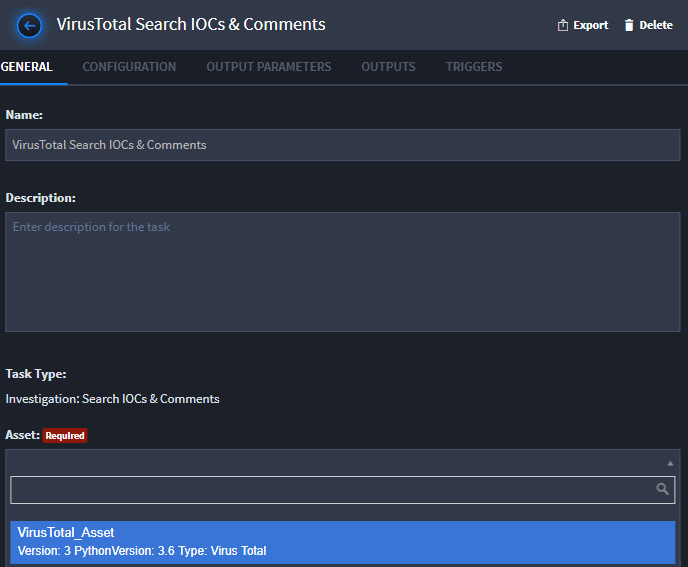 VirusTotal Search IOCs & Comments
Export
Delete
GENERAL CONFIGURATION OUTPUT PARAMETERS OUTPUTS TRIGGERS
Name:
VirusTotal Search IOCs & Comments
Description:
Enter description for the task
Task Type:
Investigation: Search IOCs & Comments
Asset: Required
VirusTotal_Asset
Version: 3 PythonVersion: 3.6 Type: Virus Total